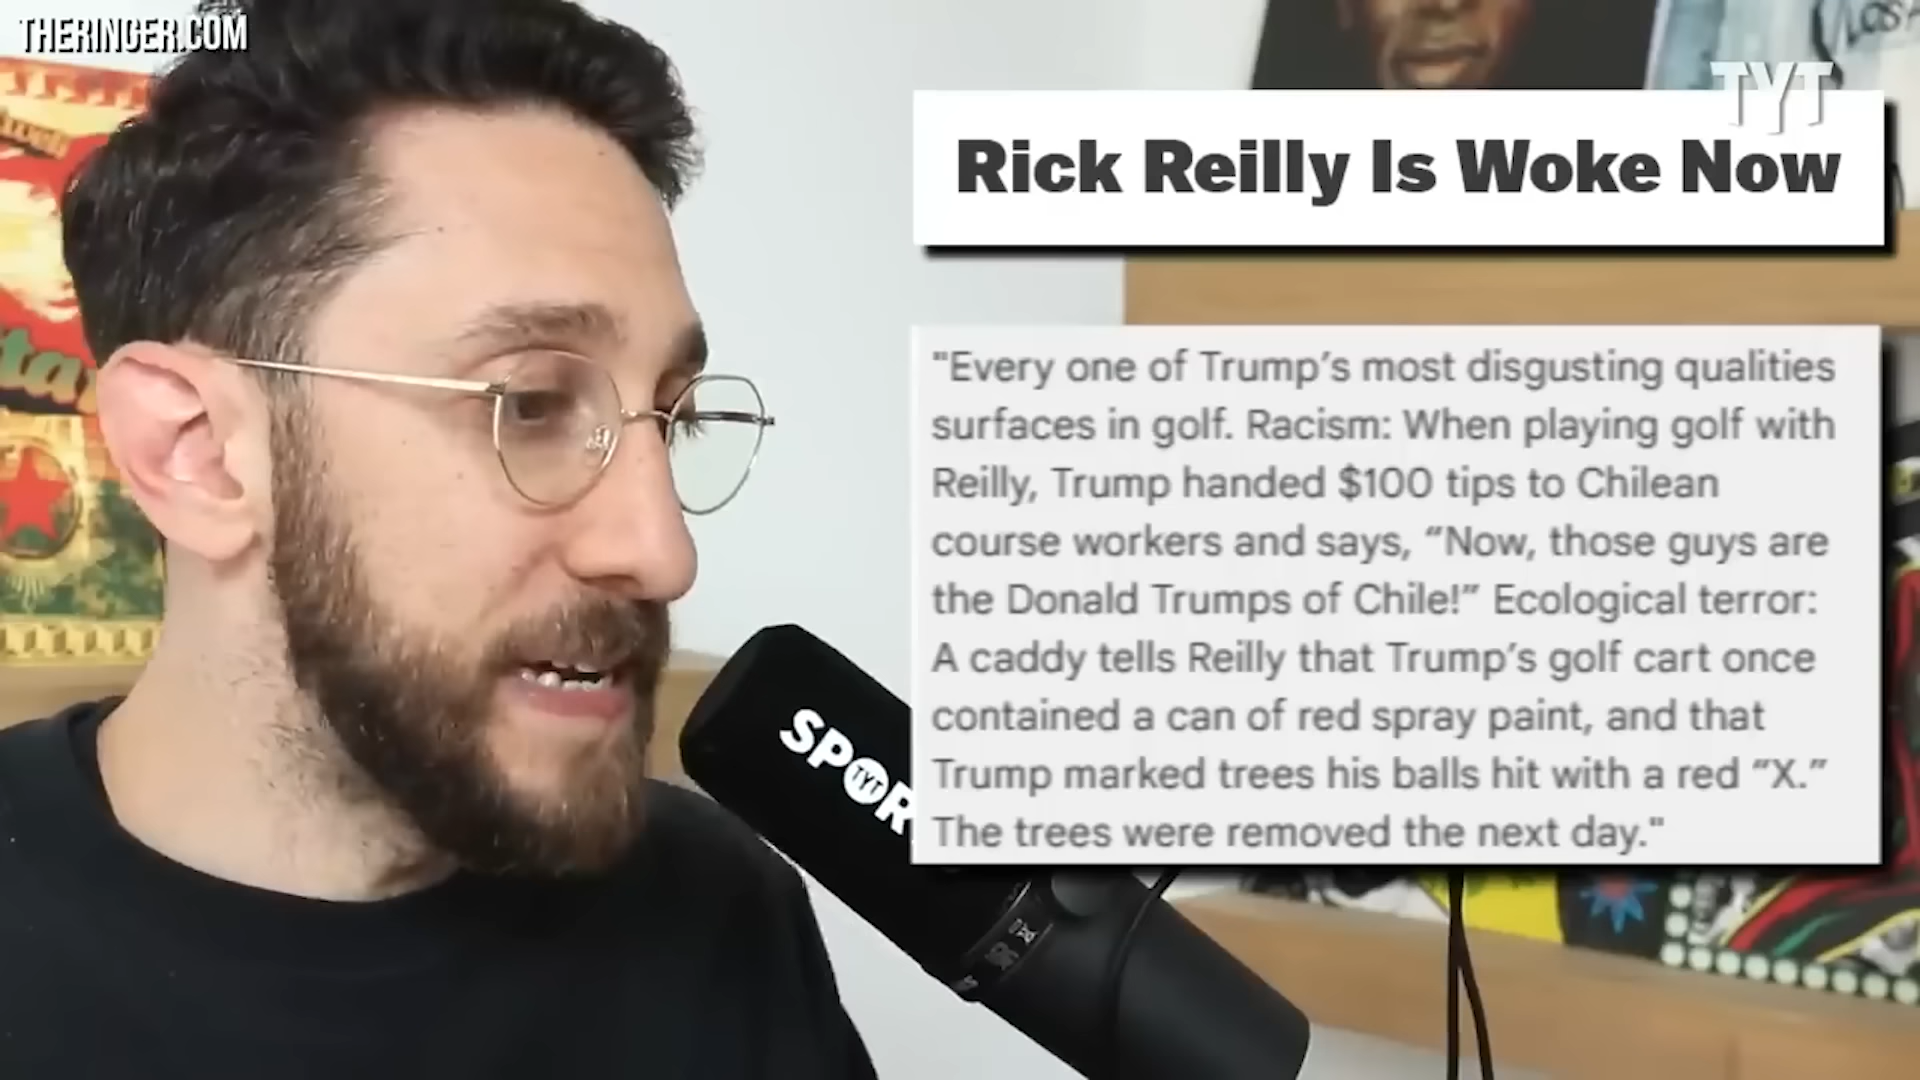 THERINGER.COM
TYT
Rick Reilly Is Woke Now
"Every one of Trump’s most disgusting qualities
surfaces in golf. Racism: When playing golf with
Reilly, Trump handed $100 tips to Chilean
course workers and says, “Now, those guys are
the Donald Trumps of Chile!” Ecological terror:
A caddy tells Reilly that Trump’s golf cart once
contained a can of red spray paint, and that
Trump marked trees his balls hit with a red “X.”
The trees were removed the next day."
SPOR
TYT